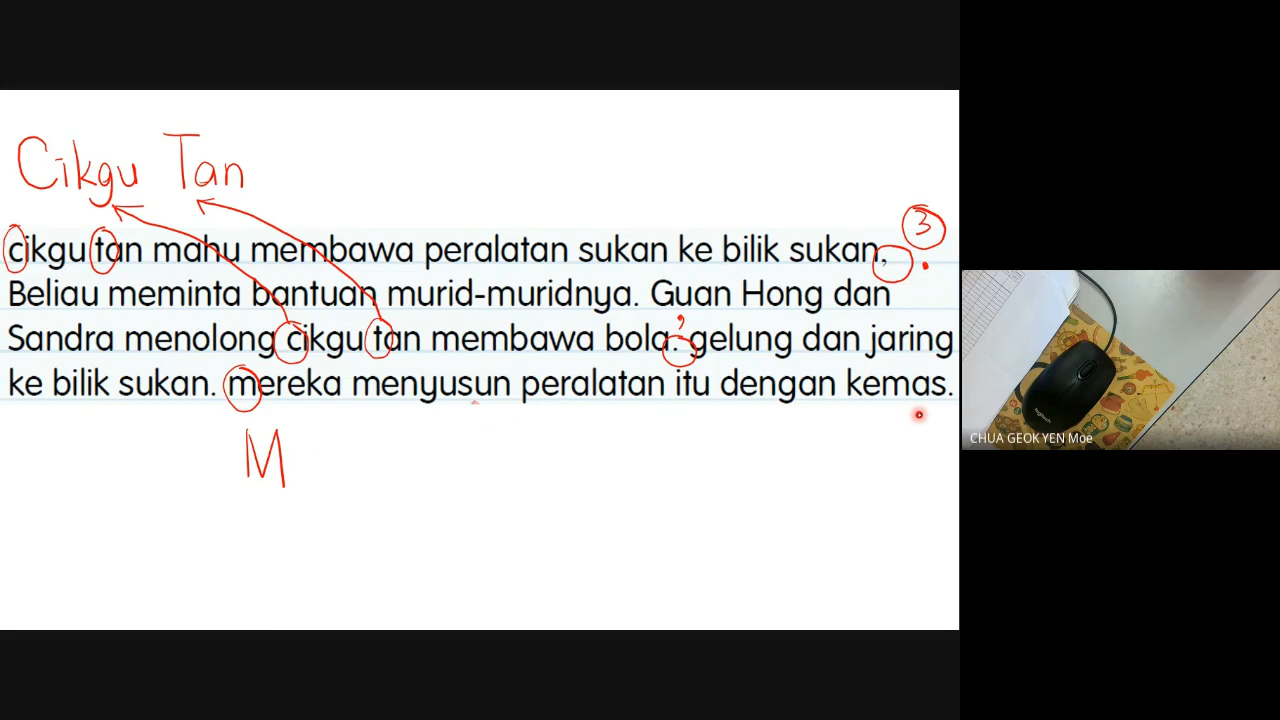 Cikgu Tan
3
cikgu tan mahu membawa peralatan sukan ke bilik sukan, .
Beliau meminta bantuan murid-muridnya. Guan Hong dan
,
Sandra menolong cikgu tan membawa bola. gelung dan jaring
ke bilik sukan. mereka menyusun peralatan itu dengan kemas.
M
logitech
CHUA GEOK YEN Moe